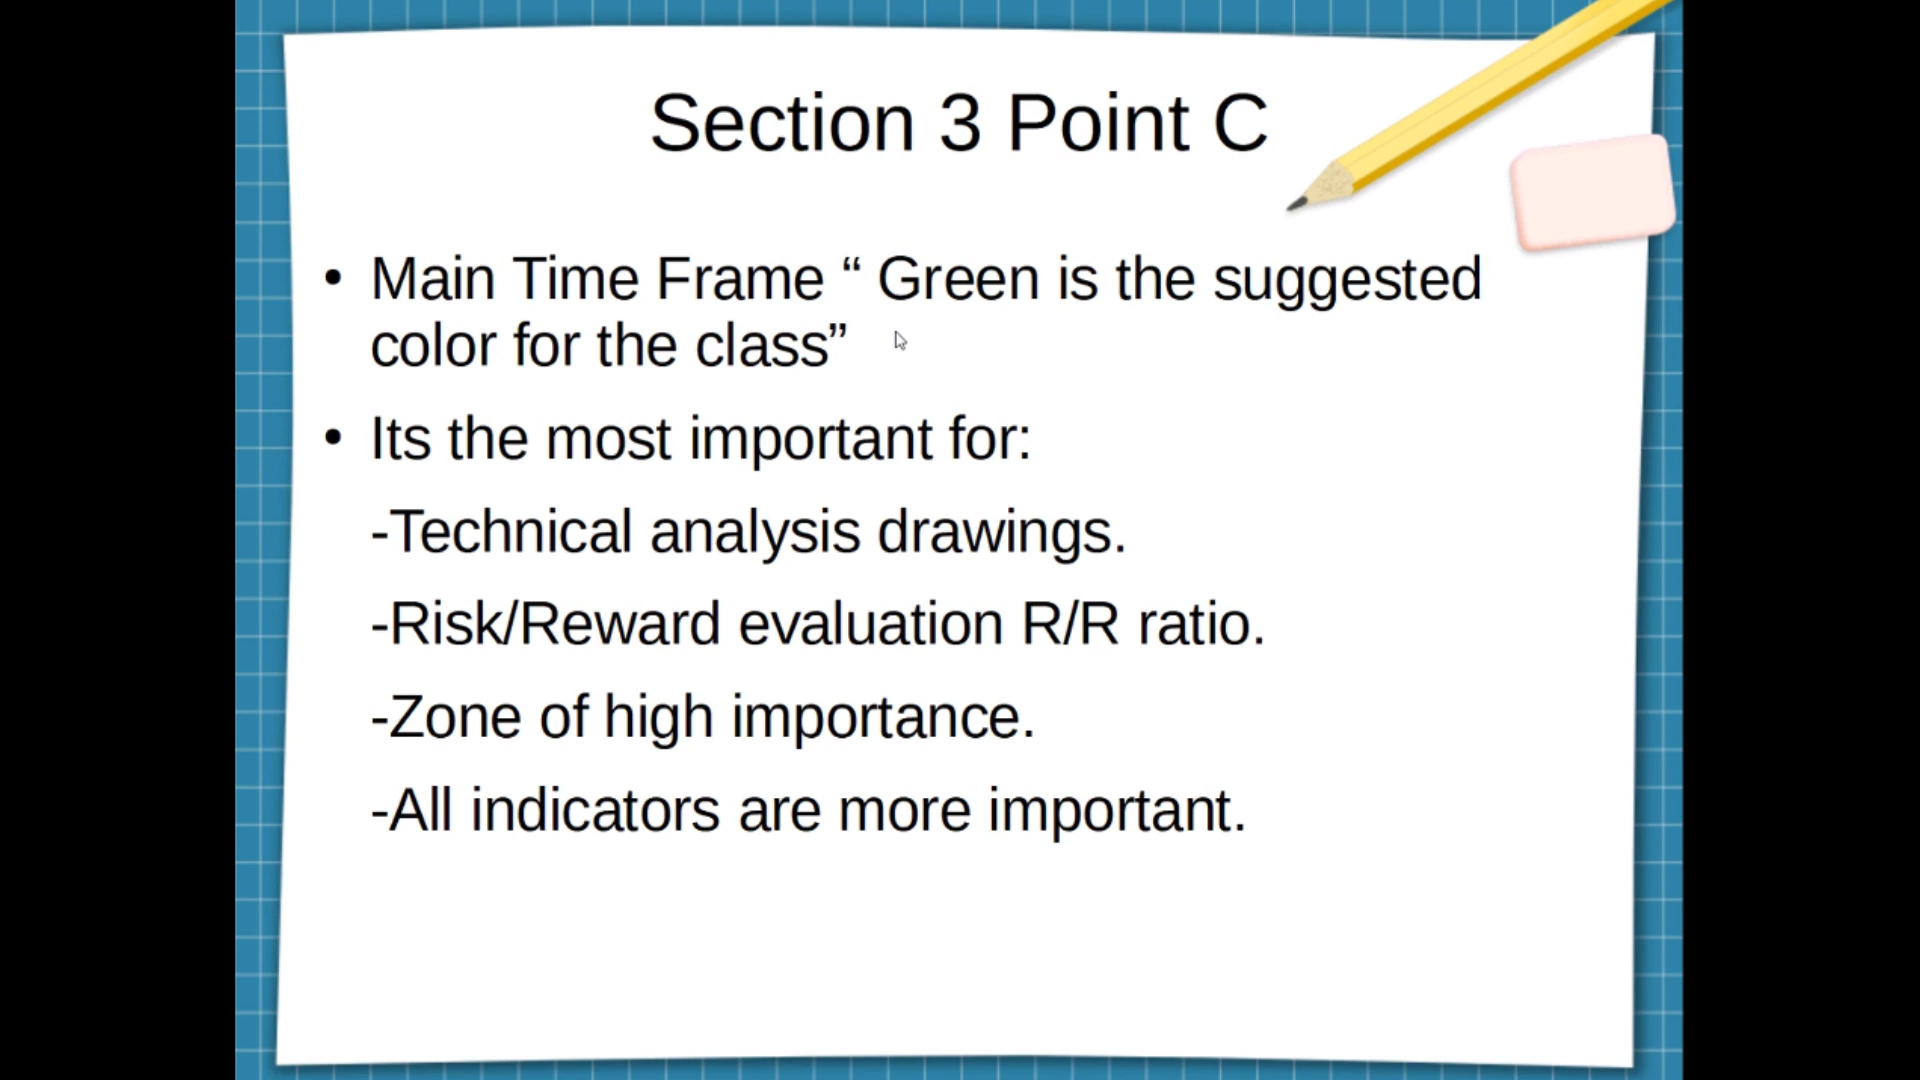 Section 3 Point C
• Main Time Frame “ Green is the suggested
color for the class”
• Its the most important for:
-Technical analysis drawings.
-Risk/Reward evaluation R/R ratio.
-Zone of high importance.
-All indicators are more important.